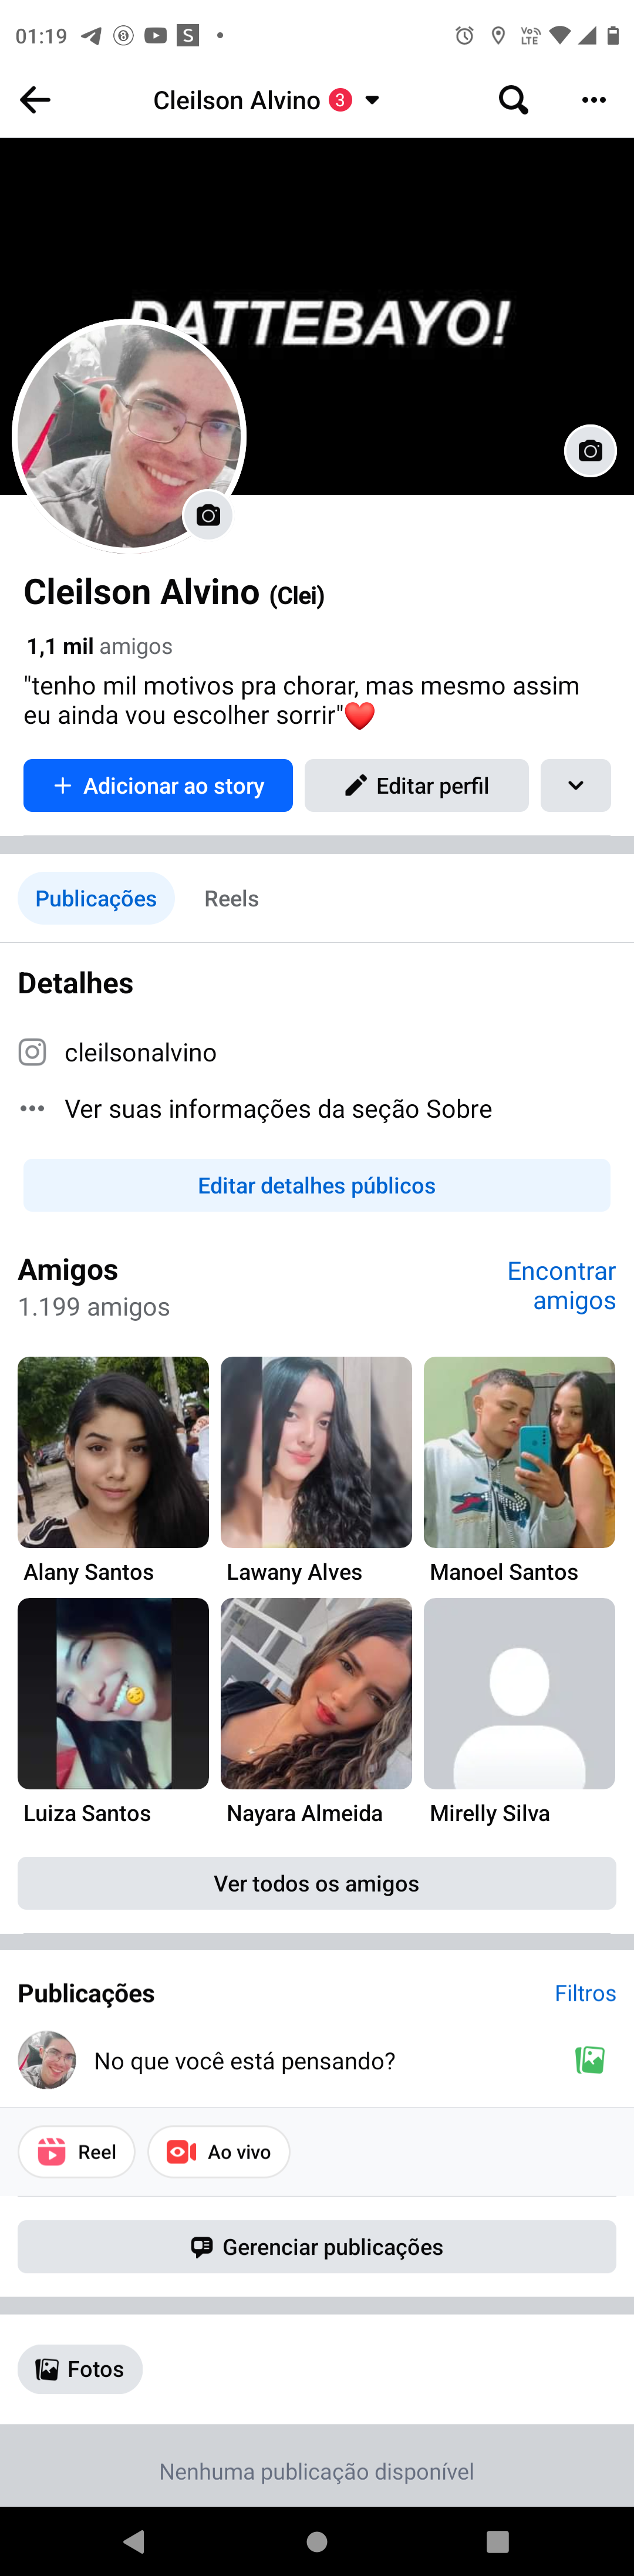 01:19
S
Vo)) LTE
Cleilson Alvino 3
DATTEBAYO!
Cleilson Alvino (Clei)
1,1 mil amigos
"tenho mil motivos pra chorar, mas mesmo assim
eu ainda vou escolher sorrir"❤️
+ Adicionar ao story
Editar perfil
Publicações
Reels
Detalhes
cleilsonalvino
Ver suas informações da seção Sobre
Editar detalhes públicos
Amigos
1.199 amigos
Encontrar
amigos
Alany Santos
Lawany Alves
Manoel Santos
Luiza Santos
Nayara Almeida
Mirelly Silva
Ver todos os amigos
Publicações
Filtros
No que você está pensando?
Reel
Ao vivo
Gerenciar publicações
Fotos
Nenhuma publicação disponível